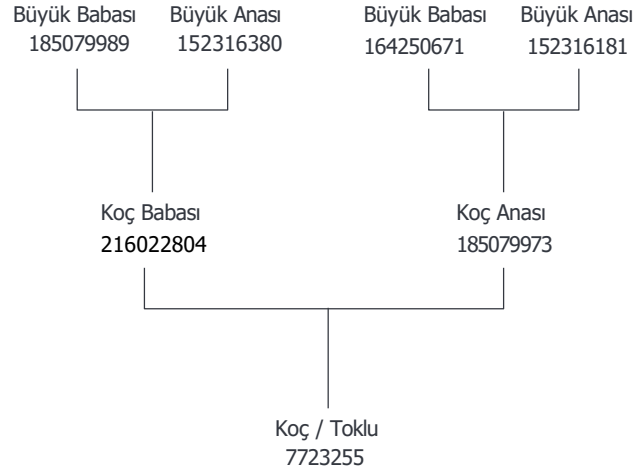 Büyük Babası Büyük Anası Büyük Babası Büyük Anası
185079989 152316380 164250671 152316181
Koç Babası Koç Anası
216022804 185079973
Koç / Toklu
7723255